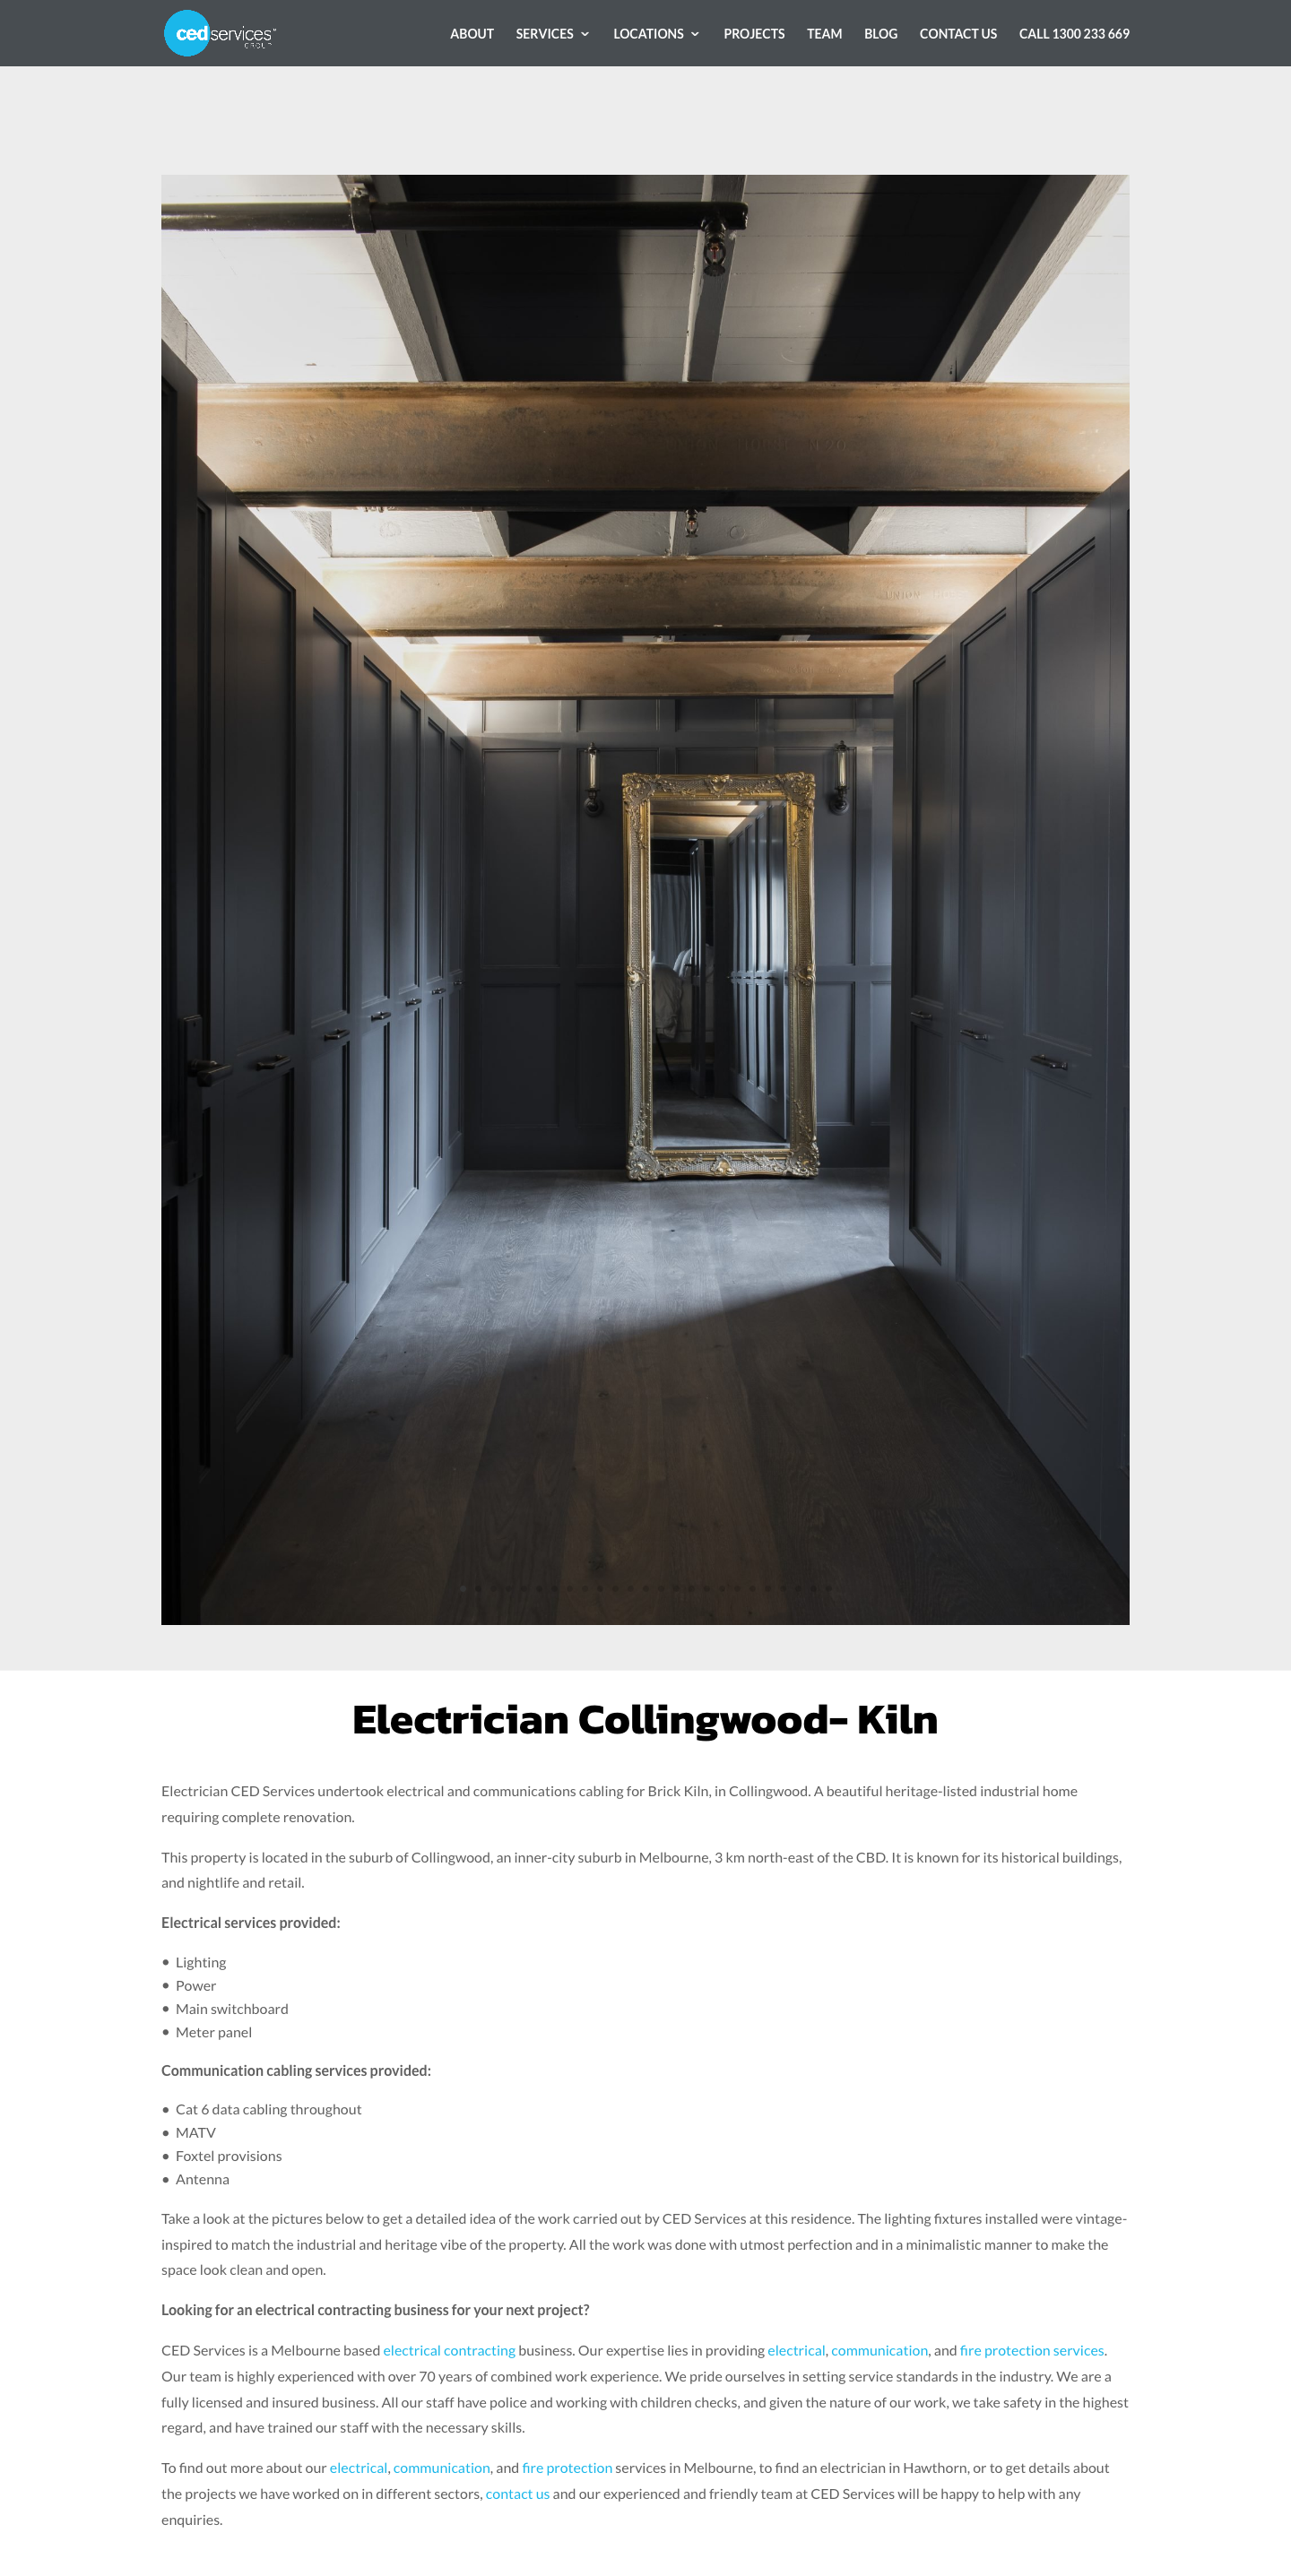 cedservices™
GROUP
ABOUT SERVICES LOCATIONS PROJECTS TEAM BLOG CONTACT US CALL 1300 233 669
Electrician Collingwood- Kiln
Electrician CED Services undertook electrical and communications cabling for Brick Kiln, in Collingwood. A beautiful heritage-listed industrial home
requiring complete renovation.
This property is located in the suburb of Collingwood, an inner-city suburb in Melbourne, 3 km north-east of the CBD. It is known for its historical buildings,
and nightlife and retail.
Electrical services provided:
• Lighting
• Power
• Main switchboard
• Meter panel
Communication cabling services provided:
• Cat 6 data cabling throughout
• MATV
• Foxtel provisions
• Antenna
Take a look at the pictures below to get a detailed idea of the work carried out by CED Services at this residence. The lighting fixtures installed were vintage-
inspired to match the industrial and heritage vibe of the property. All the work was done with utmost perfection and in a minimalistic manner to make the
space look clean and open.
Looking for an electrical contracting business for your next project?
CED Services is a Melbourne based electrical contracting business. Our expertise lies in providing electrical, communication, and fire protection services.
Our team is highly experienced with over 70 years of combined work experience. We pride ourselves in setting service standards in the industry. We are a
fully licensed and insured business. All our staff have police and working with children checks, and given the nature of our work, we take safety in the highest
regard, and have trained our staff with the necessary skills.
To find out more about our electrical, communication, and fire protection services in Melbourne, to find an electrician in Hawthorn, or to get details about
the projects we have worked on in different sectors, contact us and our experienced and friendly team at CED Services will be happy to help with any
enquiries.